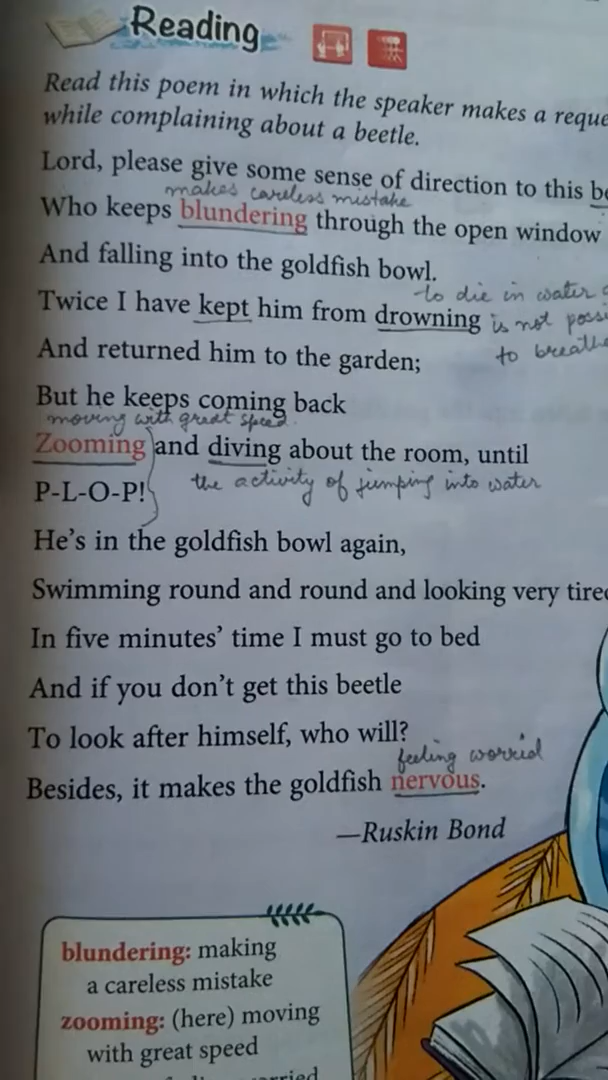 Reading
Read this poem in which the speaker makes a reque
while complaining about a beetle.
Lord, please give some sense of direction to this be
makes careless mistake
Who keeps blundering through the open window
And falling into the goldfish bowl.
to die in water
Twice I have kept him from drowning is not possi
And returned him to the garden; to breathe
But he keeps coming back
moving with great speed.
Zooming and diving about the room, until
P-L-O-P! the activity of jumping into water
He's in the goldfish bowl again,
Swimming round and round and looking very tired
In five minutes' time I must go to bed
And if you don't get this beetle
To look after himself, who will?
feeling worried
Besides, it makes the goldfish nervous.
—Ruskin Bond
blundering: making
a careless mistake
zooming: (here) moving
with great speed